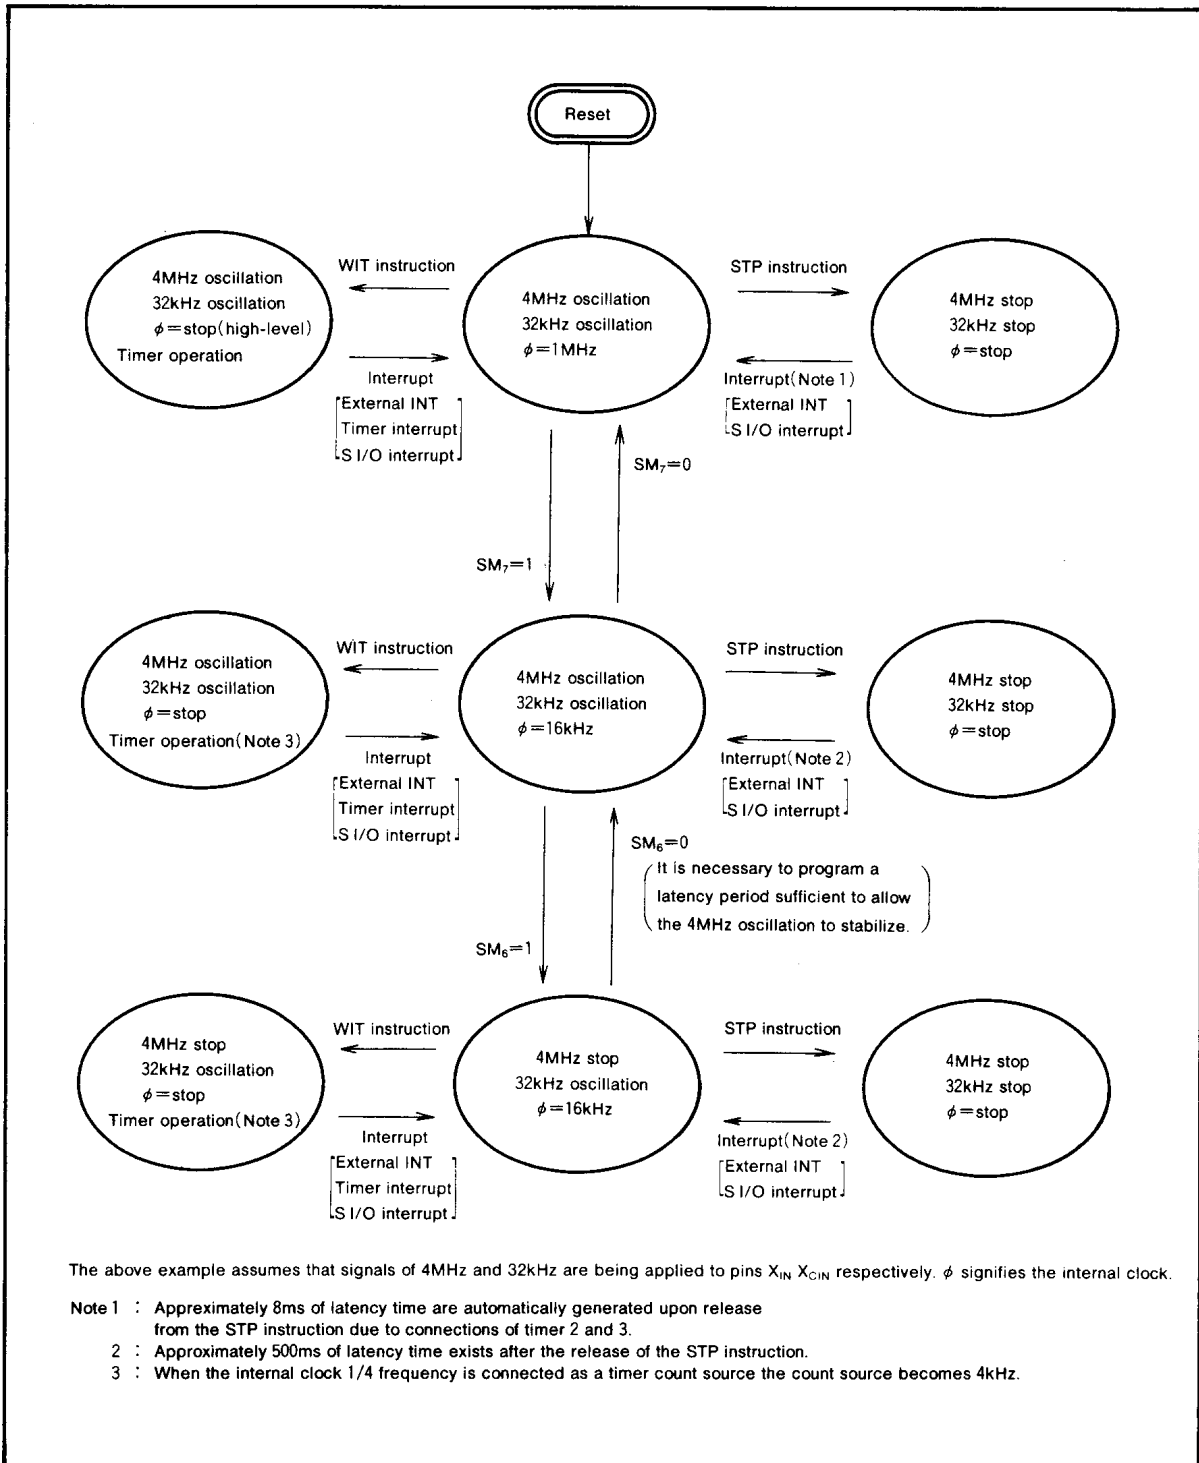 Reset
WIT instruction
STP instruction
4MHz oscillation
32kHz oscillation
φ=stop(high-level)
Timer operation
4MHz oscillation
32kHz oscillation
φ=1MHz
4MHz stop
32kHz stop
φ=stop
Interrupt
External INT
Timer interrupt
S I/O interrupt
Interrupt(Note 1)
External INT
S I/O interrupt
SM₇=0
SM₇=1
WIT instruction
STP instruction
4MHz oscillation
32kHz oscillation
φ=stop
Timer operation(Note 3)
4MHz oscillation
32kHz oscillation
φ=16kHz
4MHz stop
32kHz stop
φ=stop
Interrupt
External INT
Timer interrupt
S I/O interrupt
Interrupt(Note 2)
External INT
S I/O interrupt
SM₆=0
It is necessary to program a
latency period sufficient to allow
the 4MHz oscillation to stabilize.
SM₆=1
WIT instruction
STP instruction
4MHz stop
32kHz oscillation
φ=stop
Timer operation(Note 3)
4MHz stop
32kHz oscillation
φ=16kHz
4MHz stop
32kHz stop
φ=stop
Interrupt
External INT
Timer interrupt
S I/O interrupt
Interrupt(Note 2)
External INT
S I/O interrupt
The above example assumes that signals of 4MHz and 32kHz are being applied to pins X_IN X_CIN respectively. φ signifies the internal clock.
Note 1 : Appreximately 8ms of latency time are automatically generated upon release
from the STP instruction due to connections of timer 2 and 3.
2 : Approximately 500ms of latency time exists after the release of the STP instruction.
3 : When the internal clock 1/4 frequency is connected as a timer count source the count source becomes 4kHz.